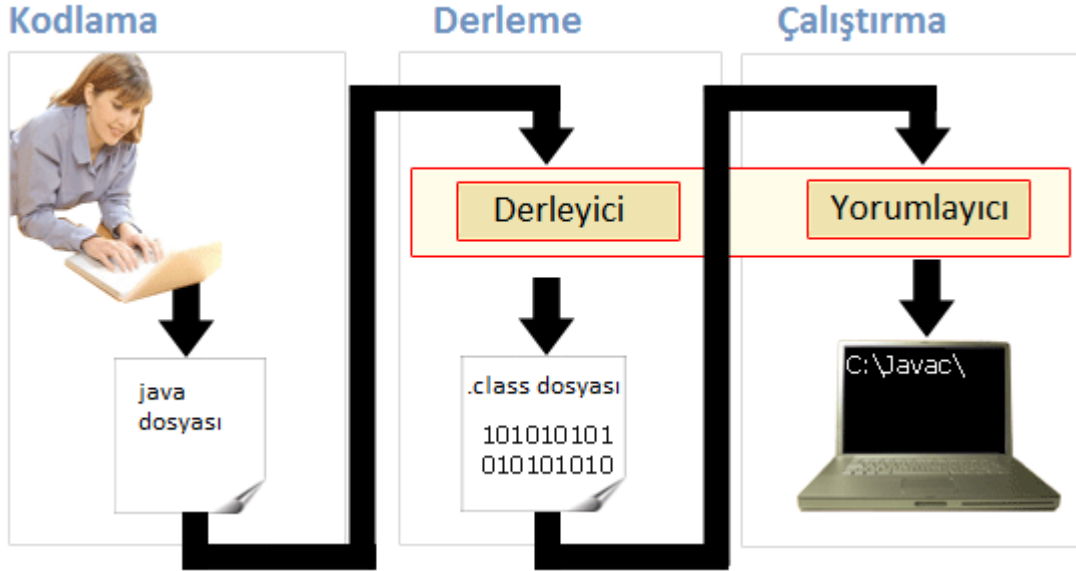 Kodlama
Derleme
Çalıştırma
Derleyici
Yorumlayıcı
java
dosyası
.class dosyası
101010101
010101010
C:\Javac\